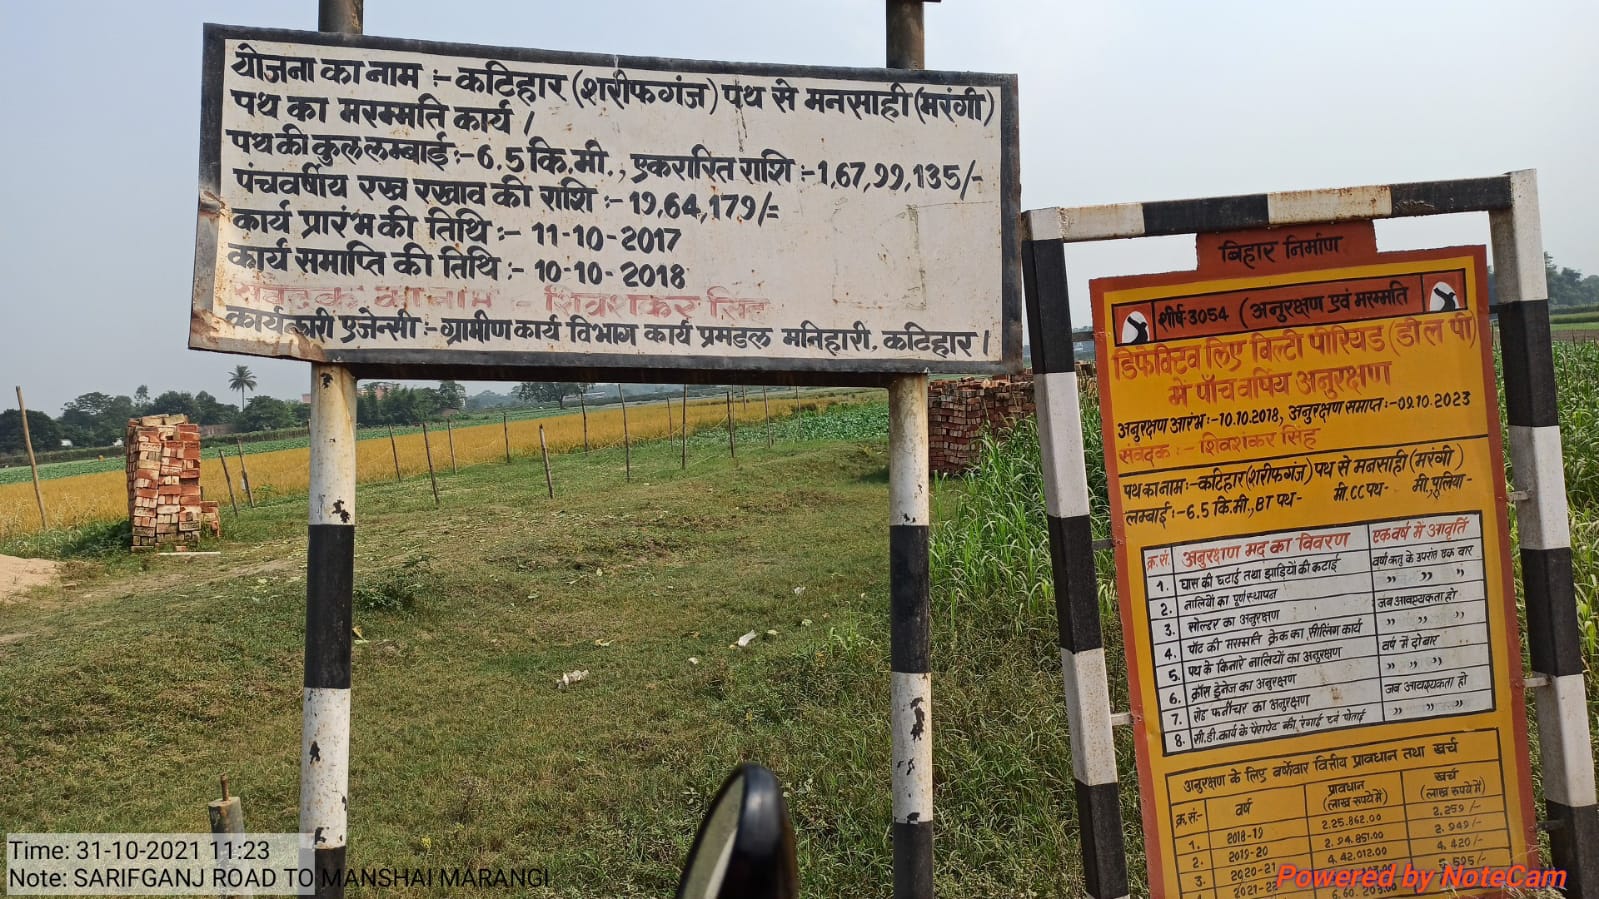 योजना का नाम :- कटिहार (शरीफगंज) पथ से मनसाही (मरंगी)
पथ का मरम्मति कार्य ।
पथ की कुल लम्बाई :- 6.5 कि.मी., एकरारित राशि :- 1,67,99,135/-
पंचवर्षीय रख रखाव की राशि :- 19,64,179/=
कार्य प्रारंभ की तिथि :- 11-10-2017
कार्य समाप्ति की तिथि :- 10-10-2018
संवेदक का नाम :- शिवशंकर सिंह
कार्यकारी एजेन्सी :- ग्रामीण कार्य विभाग कार्य प्रमंडल मनिहारी, कटिहार ।
बिहार निर्माण
शीर्ष-3054 (अनुरक्षण एवं मरम्मति
डिफेक्टिव लिए विल्टी पीरियड (डी ल पी)
में पाँच वर्षिय अनुरक्षण
अनुरक्षण आरंभ :- 10.10.2018, अनुरक्षण समाप्त :- 09.10.2023
संवदक :- शिवशंकर सिंह
पथ का नाम :- कटिहार (शरीफगंज) पथ से मनसाही (मरंगी)
लम्बाई :- 6.5 कि.मी., BT पथ- मी. CC पथ- मी., पूलिया -
क्र.सं. अनुरक्षण मद का विवरण एक वर्ष में आवृति
1. घास की घटाई तथा झाड़ियों की कटाई वर्षा ऋतु के उपरांत एक बार
2. नालियों का पूर्णस्थापन ,, ,, ,,
3. सोल्डर का अनुरक्षण जब आवश्यकता हो
4. पॉट की मरम्मति क्रेक का सीलिंग कार्य ,, ,, ,,
5. पथ के किनारे नालियों का अनुरक्षण वर्ष में दो बार
6. क्रॉस ड्रेनेज का अनुरक्षण ,, ,, ,,
7. रोड फर्नीचर का अनुरक्षण जब आवश्यकता हो
8. सी.डी. कार्य के पैरापेट की रंगाई एवं पोताई ,, ,, ,,
अनुरक्षण के लिए वर्षवार वित्तीय प्रावधान तथा खर्च
क्र.सं:- वर्ष प्रावधान (लाख रूपये में) खर्च (लाख रूपये में)
1. 2018-19 2.25.862.00 2.259/-
2. 2019-20 2.94.851.00 2.949/-
3. 2020-21 4.42.012.00 4.420/-
2021-22
Time: 31-10-2021 11:23
Note: SARIFGANJ ROAD TO MANSHAI MARANGI
Powered by NoteCam